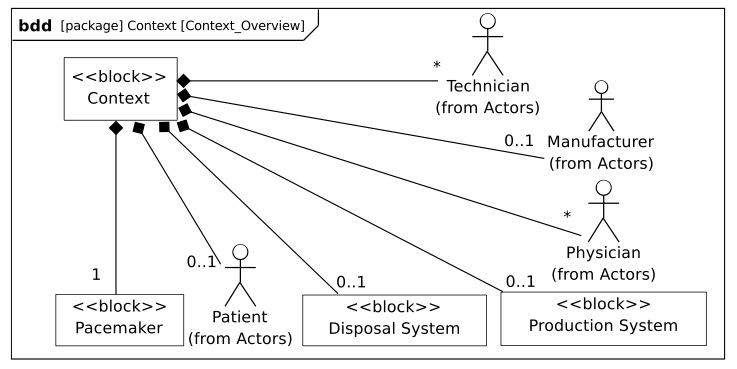 bdd [package] Context [Context_Overview]
<<block>>
Context
*
Technician
(from Actors)
0..1
Manufacturer
(from Actors)
*
Physician
(from Actors)
1
<<block>>
Pacemaker
0..1
Patient
(from Actors)
0..1
<<block>>
Disposal System
0..1
<<block>>
Production System